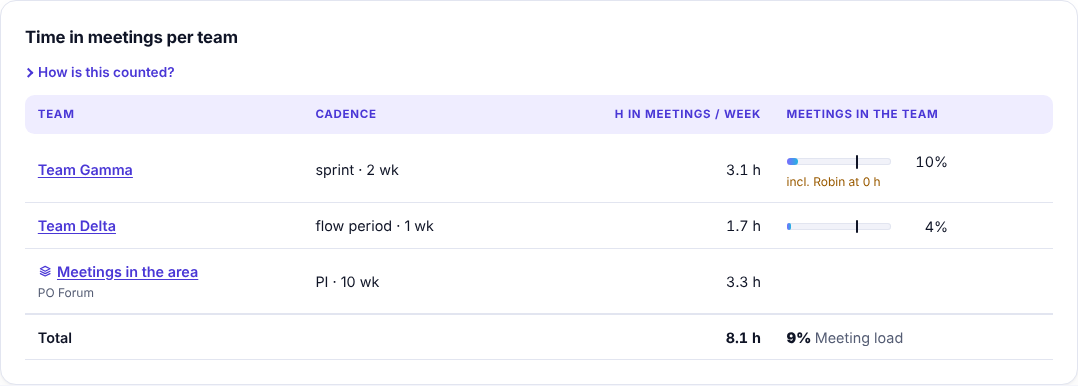 Time in meetings per team
How is this counted?
TEAM CADENCE H IN MEETINGS / WEEK MEETINGS IN THE TEAM
Team Gamma sprint · 2 wk 3.1 h 10%
incl. Robin at 0 h
Team Delta flow period · 1 wk 1.7 h 4%
Meetings in the area PI · 10 wk 3.3 h
PO Forum
Total 8.1 h 9% Meeting load